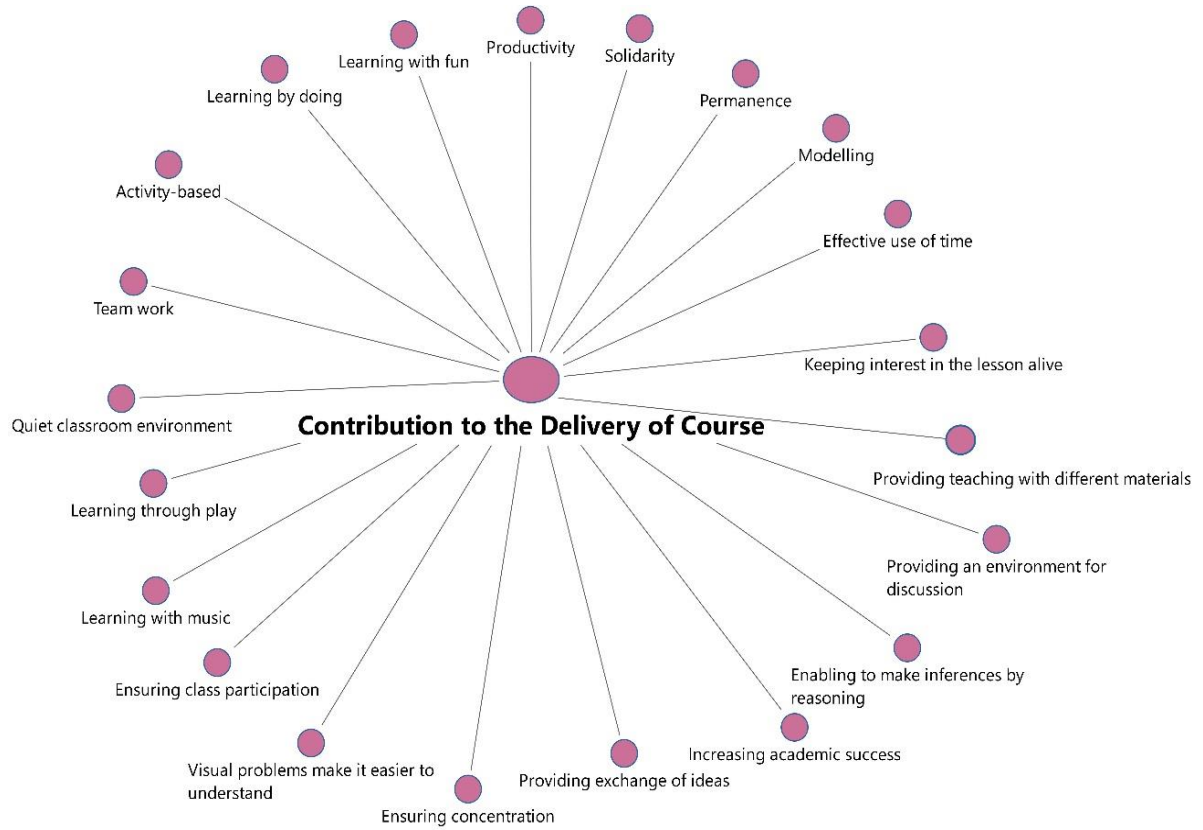 Productivity
Solidarity
Learning with fun
Learning by doing
Permanence
Modelling
Activity-based
Effective use of time
Team work
Keeping interest in the lesson alive
Quiet classroom environment
Contribution to the Delivery of Course
Providing teaching with different materials
Learning through play
Providing an environment for
discussion
Learning with music
Enabling to make inferences by
reasoning
Ensuring class participation
Increasing academic success
Visual problems make it easier to
understand
Providing exchange of ideas
Ensuring concentration